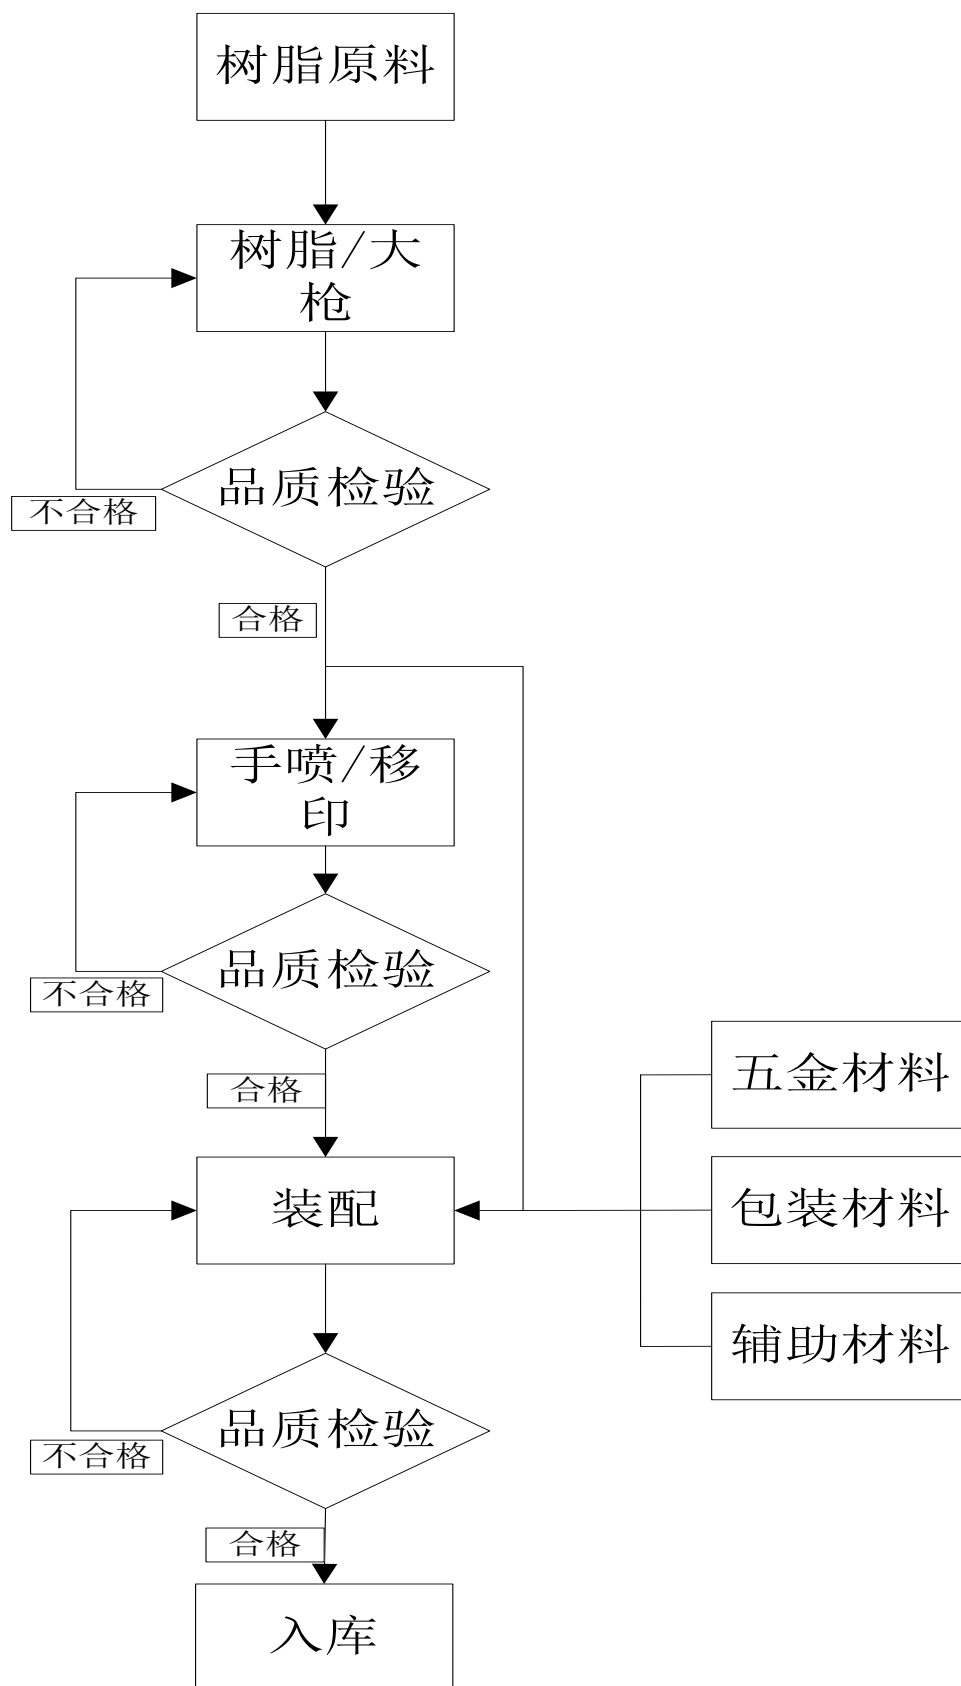 树脂原料
树脂/大
枪
品质检验
不合格
合格
手喷/移
印
品质检验
不合格
合格
五金材料
包装材料
装配
辅助材料
品质检验
不合格
合格
入库